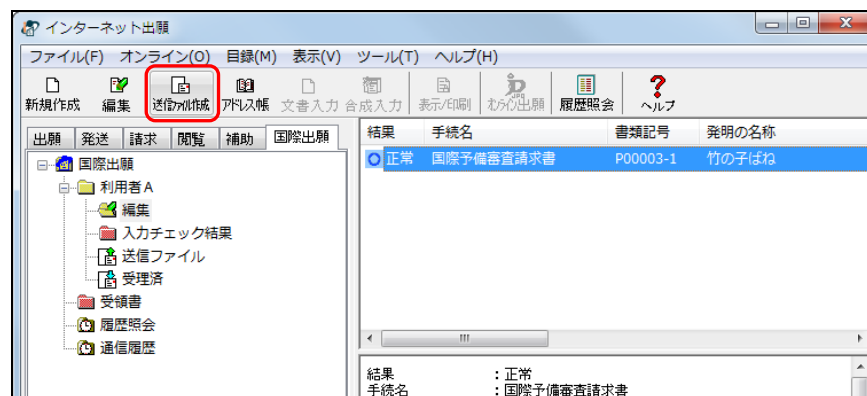 インターネット出願
ファイル(F) オンライン(O) 目録(M) 表示(V) ツール(T) ヘルプ(H)
新規作成 編集 送信ファイル作成 アドレス帳 文書入力 合成入力 表示/印刷 オンライン出願 履歴照会 ヘルプ
出願 発送 請求 閲覧 補助 国際出願
国際出願
利用者A
編集
入力チェック結果
送信ファイル
受理済
受領書
履歴照会
通信履歴
結果 手続名 書類記号 発明の名称
正常 国際予備審査請求書 P00003-1 竹の子ばね
結果 :正常
手続名 :国際予備審査請求書